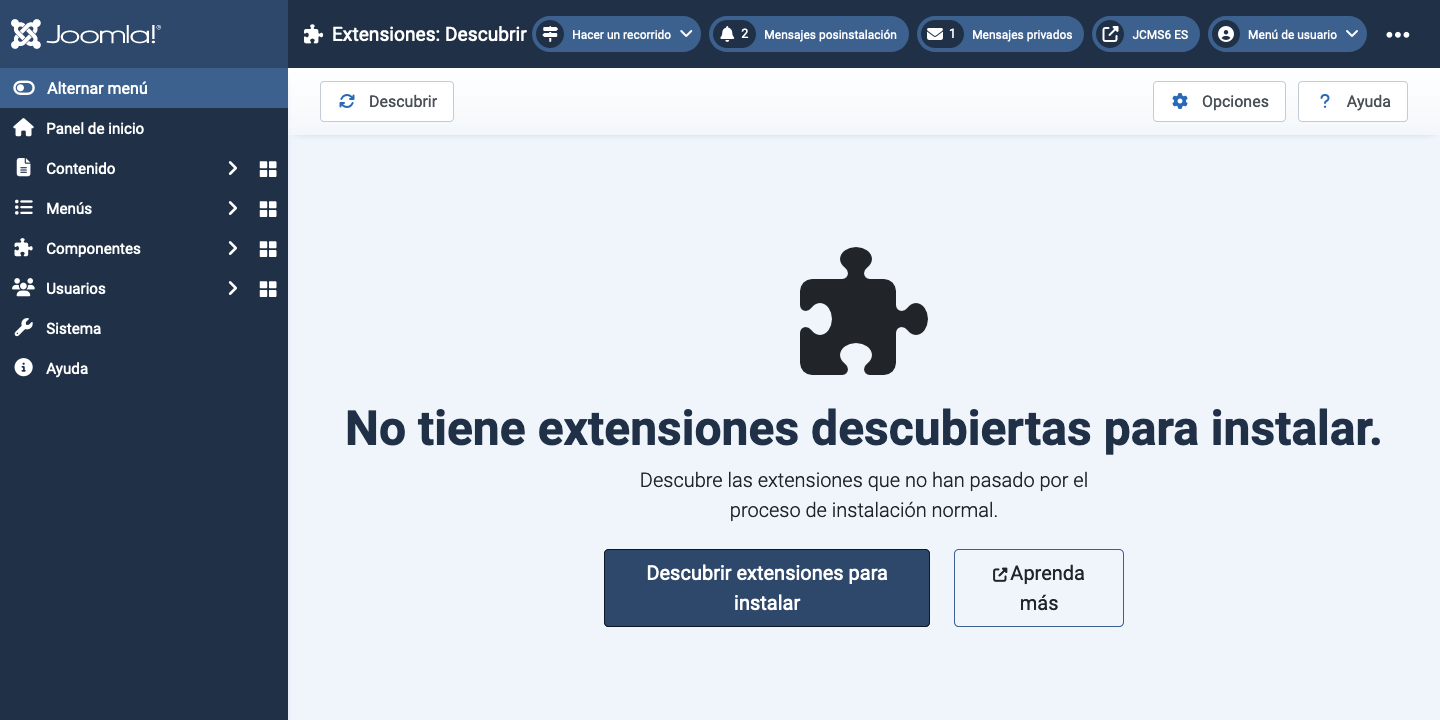 Joomla!®
Extensiones: Descubrir
Hacer un recorrido
2 Mensajes posinstalación
1 Mensajes privados
JCMS6 ES
Menú de usuario
Alternar menú
Panel de inicio
Contenido
Menús
Componentes
Usuarios
Sistema
Ayuda
Descubrir
Opciones
? Ayuda
No tiene extensiones descubiertas para instalar.
Descubre las extensiones que no han pasado por el
proceso de instalación normal.
Descubrir extensiones para
instalar
Aprenda
más